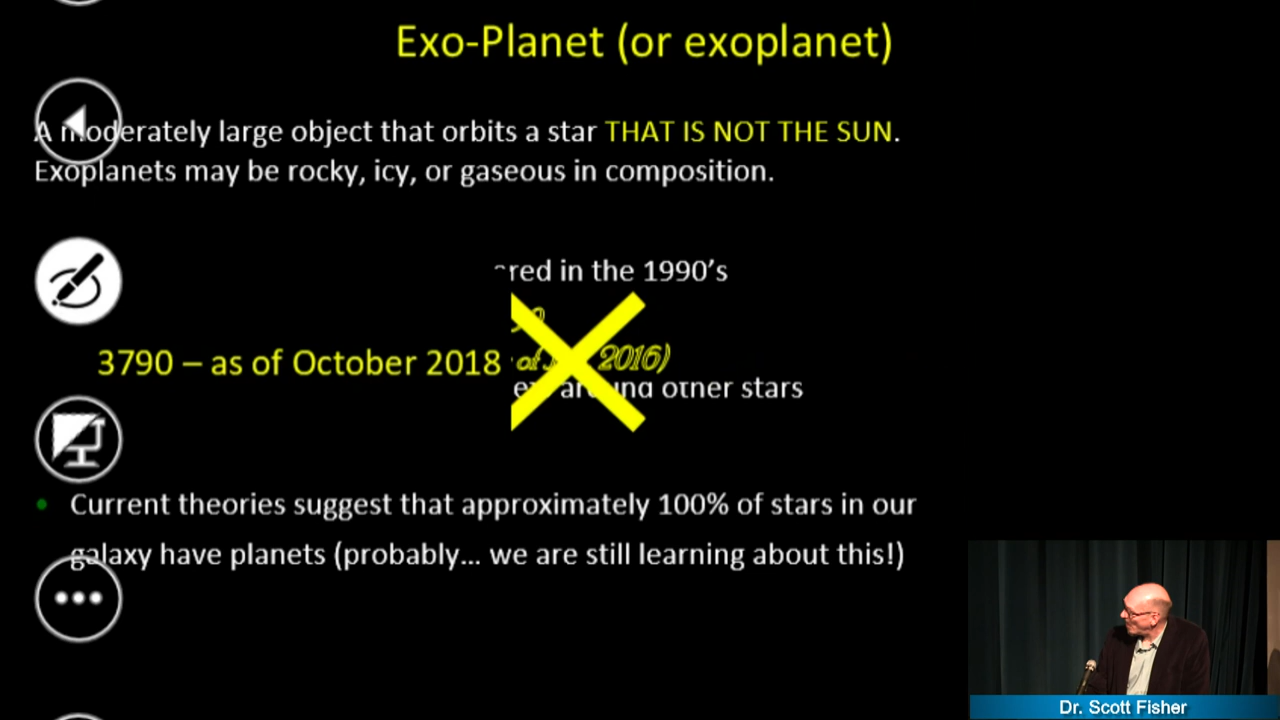 Exo-Planet (or exoplanet)
A moderately large object that orbits a star THAT IS NOT THE SUN.
Exoplanets may be rocky, icy, or gaseous in composition.
in the 1990's
3790 – as of October 2018
of 2016)
other stars
Current theories suggest that approximately 100% of stars in our
galaxy have planets (probably... we are still learning about this!)
Dr. Scott Fisher